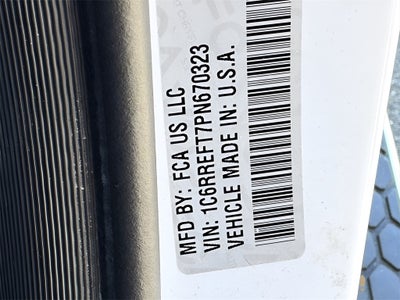 MFD BY: FCA US LLC
VIN: 1C6RREFT7PN670323
VEHICLE MADE IN: U.S.A.